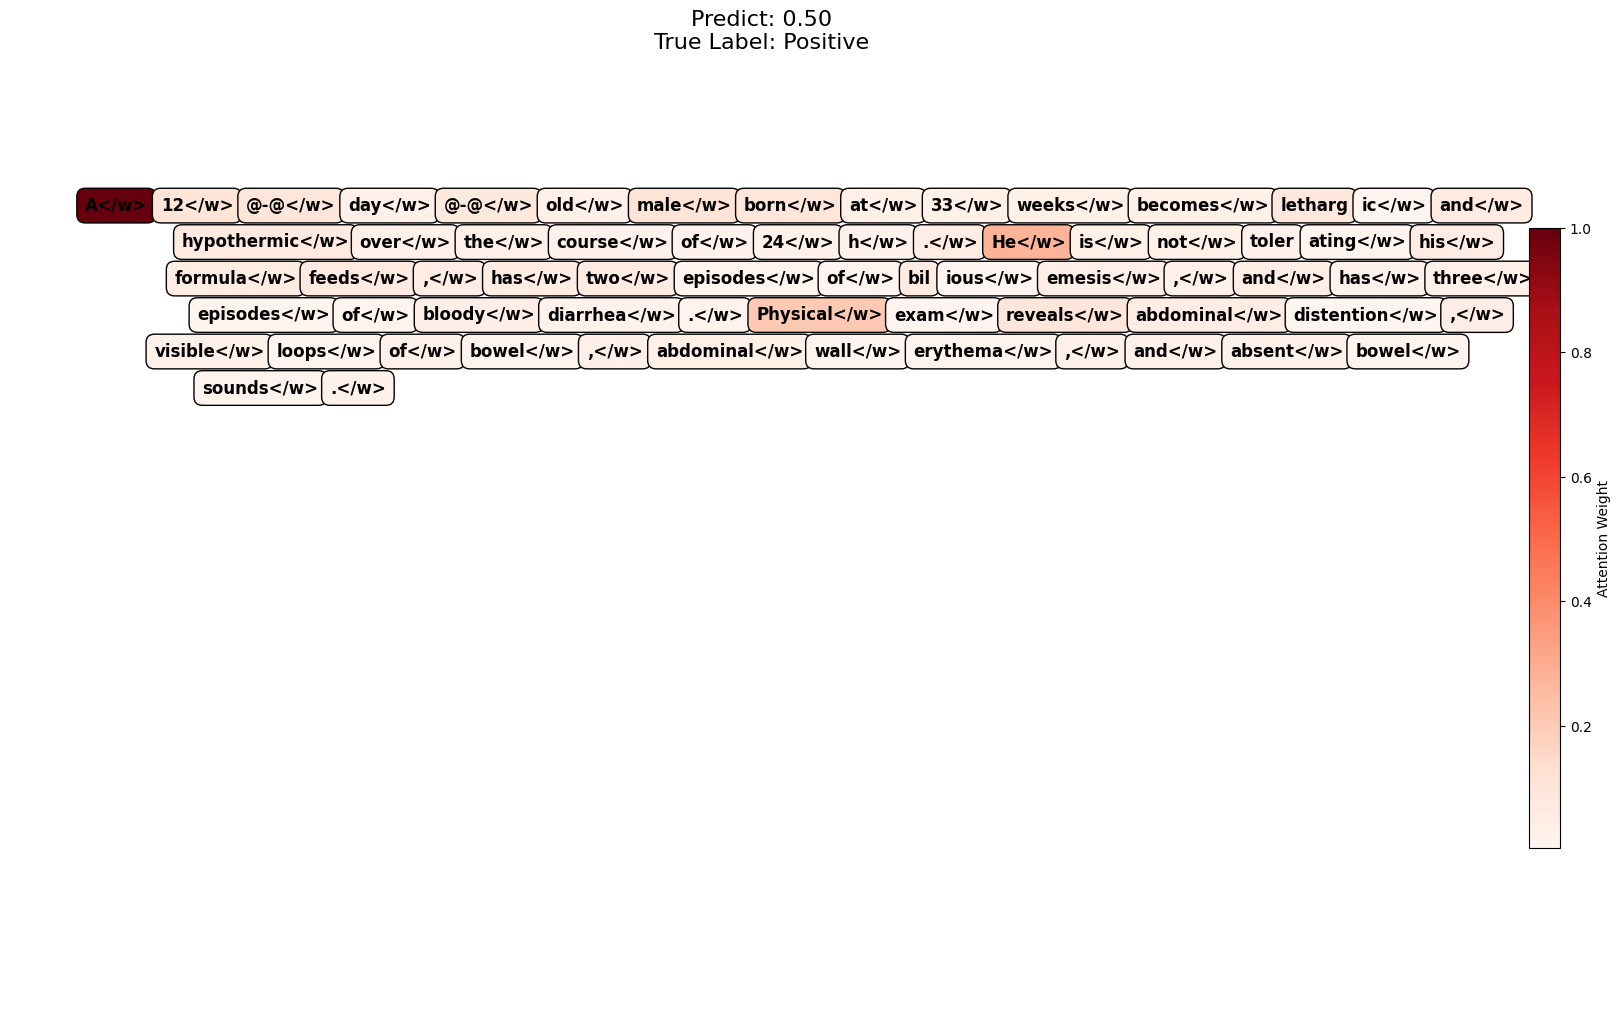 Predict: 0.50
True Label: Positive
A</w> 12</w> @-@</w> day</w> @-@</w> old</w> male</w> born</w> at</w> 33</w> weeks</w> becomes</w> letharg ic</w> and</w>
hypothermic</w> over</w> the</w> course</w> of</w> 24</w> h</w> .</w> He</w> is</w> not</w> toler ating</w> his</w>
formula</w> feeds</w> ,</w> has</w> two</w> episodes</w> of</w> bil ious</w> emesis</w> ,</w> and</w> has</w> three</w>
episodes</w> of</w> bloody</w> diarrhea</w> .</w> Physical</w> exam</w> reveals</w> abdominal</w> distention</w> ,</w>
visible</w> loops</w> of</w> bowel</w> ,</w> abdominal</w> wall</w> erythema</w> ,</w> and</w> absent</w> bowel</w>
sounds</w> .</w>
1.0
0.8
0.6
0.4
0.2
Attention Weight